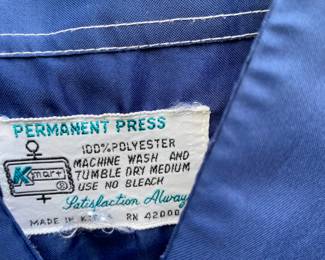 PERMANENT PRESS
100% POLYESTER
MACHINE WASH AND
TUMBLE DRY MEDIUM
USE NO BLEACH
Kmart®
Satisfaction Always
MADE IN RN 42000